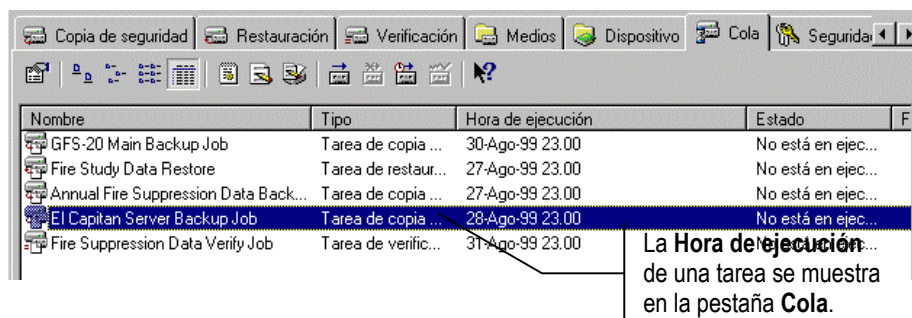 Copia de seguridad Restauración Verificación Medios Dispositivo Cola Seguridad
Nombre Tipo Hora de ejecución Estado F
GFS-20 Main Backup Job Tarea de copia ... 30-Ago-99 23.00 No está en ejec...
Fire Study Data Restore Tarea de restaur... 27-Ago-99 23.00 No está en ejec...
Annual Fire Suppression Data Back... Tarea de copia ... 27-Ago-99 23.00 No está en ejec...
El Capitan Server Backup Job Tarea de copia ... 28-Ago-99 23.00 No está en ejec...
Fire Suppression Data Verify Job Tarea de verific... 31-Ago-99 23.00 No está en ejec...
La Hora de ejecución
de una tarea se muestra
en la pestaña Cola.